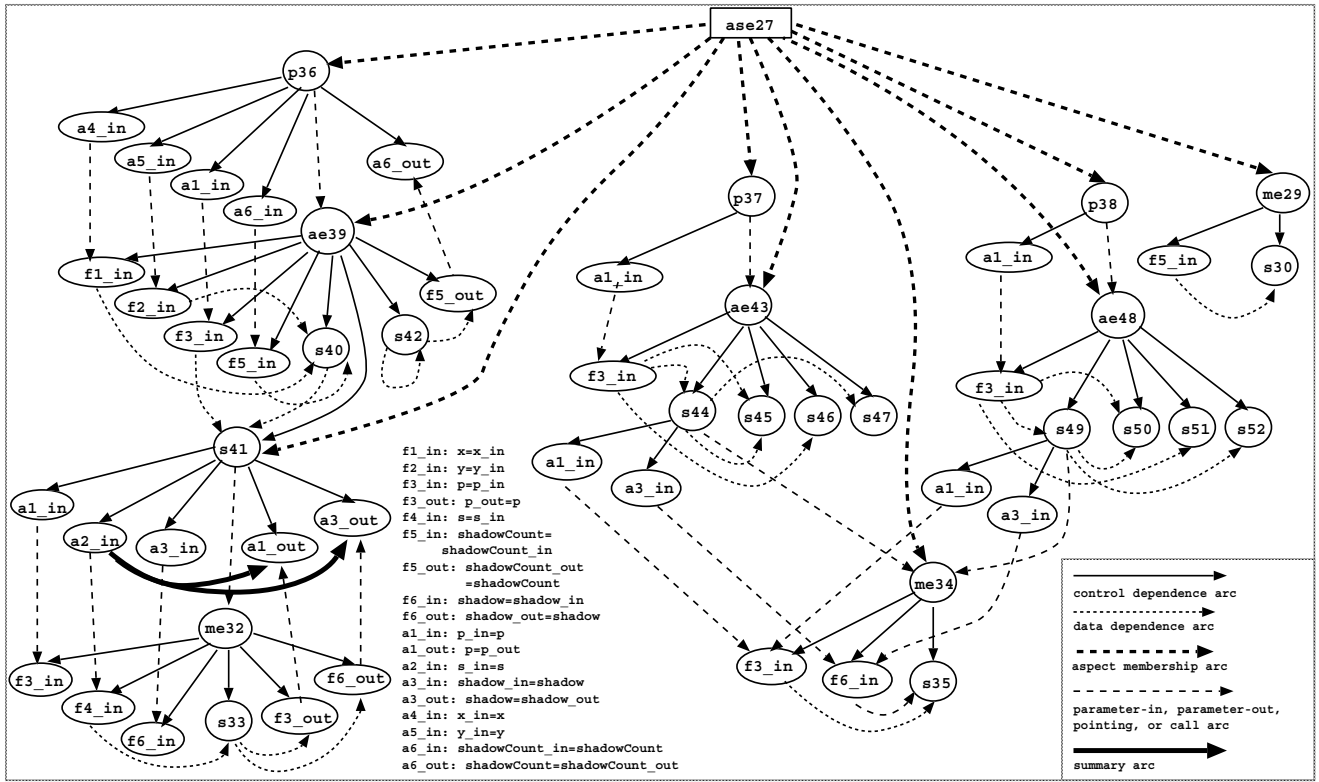 ase27
p36
a4_in
a5_in
a1_in
a6_in
a6_out
ae39
f1_in
f2_in
f3_in
f5_in
s40
s42
f5_out
s41
a1_in
a2_in
a3_in
a1_out
a3_out
me32
f3_in
f4_in
f6_in
s33
f3_out
f6_out
p37
a1_in
ae43
f3_in
s44
s45
s46
s47
a1_in
a3_in
me34
f3_in
f6_in
s35
p38
a1_in
ae48
f3_in
s49
s50
s51
s52
a1_in
a3_in
me29
f5_in
s30
f1_in: x=x_in
f2_in: y=y_in
f3_in: p=p_in
f3_out: p_out=p
f4_in: s=s_in
f5_in: shadowCount=
shadowCount_in
f5_out: shadowCount_out
=shadowCount
f6_in: shadow=shadow_in
f6_out: shadow_out=shadow
a1_in: p_in=p
a1_out: p=p_out
a2_in: s_in=s
a3_in: shadow_in=shadow
a3_out: shadow=shadow_out
a4_in: x_in=x
a5_in: y_in=y
a6_in: shadowCount_in=shadowCount
a6_out: shadowCount=shadowCount_out
control dependence arc
data dependence arc
aspect membership arc
parameter-in, parameter-out,
pointing, or call arc
summary arc